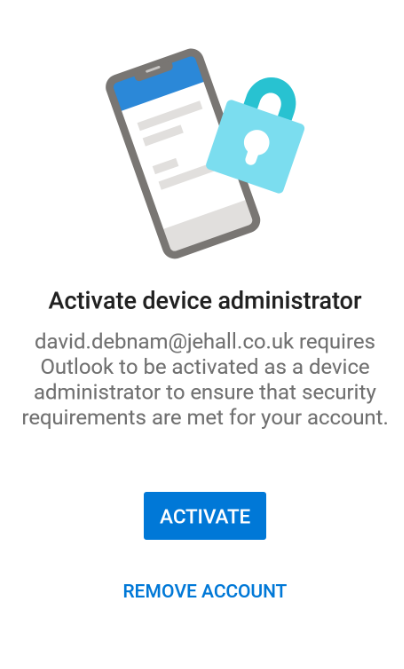 Activate device administrator
david.debnam@jehall.co.uk requires
Outlook to be activated as a device
administrator to ensure that security
requirements are met for your account.
ACTIVATE
REMOVE ACCOUNT